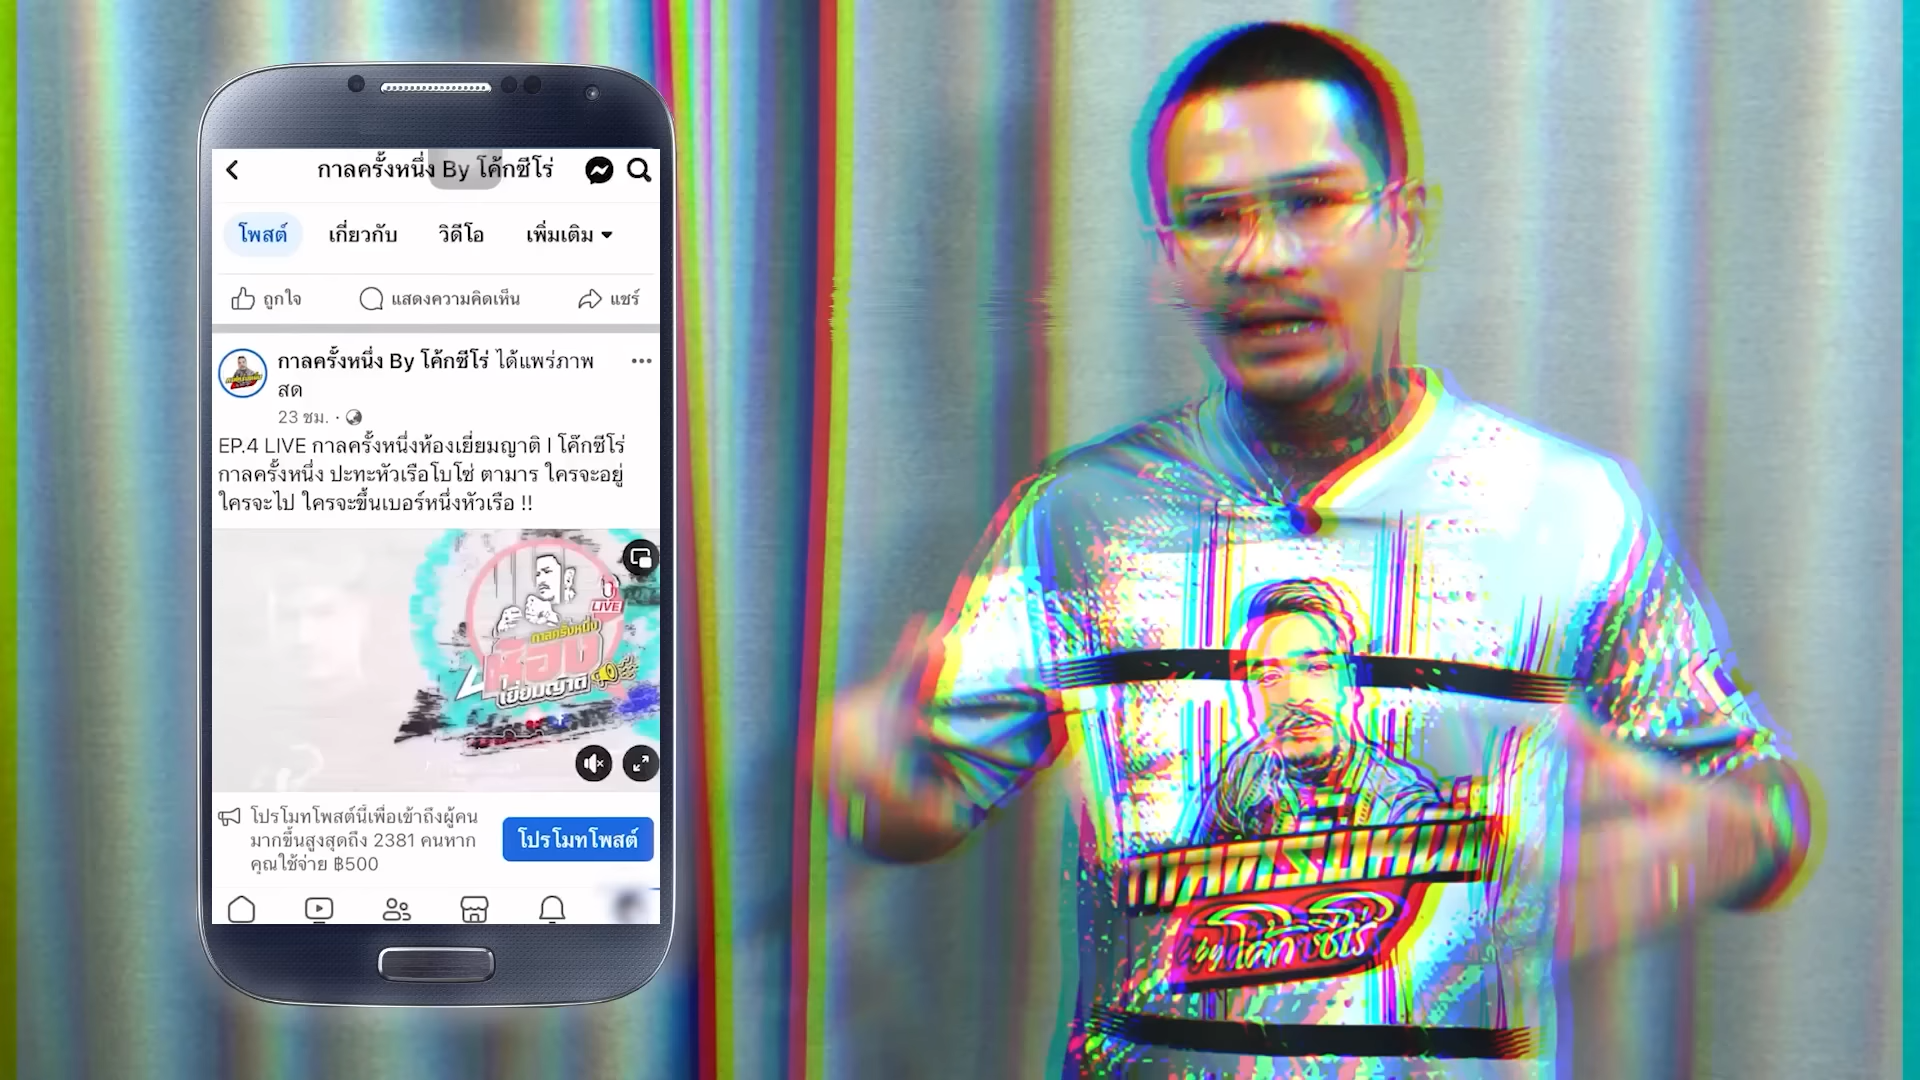 กาลครั้งหนึ่ง By โค้กซีโร่
โพสต์ เกี่ยวกับ วิดีโอ เพิ่มเติม
ถูกใจ แสดงความคิดเห็น แชร์
กาลครั้งหนึ่ง By โค้กซีโร่ ได้แพร่ภาพ
สด
23 ชม. ·
EP.4 LIVE กาลครั้งหนึ่งห้องเยี่ยมญาติ l โค๊กซีโร่
กาลครั้งหนึ่ง ปะทะหัวเรือโบโซ่ ตามาร ใครจะอยู่
ใครจะไป ใครจะขึ้นเบอร์หนึ่งหัวเรือ !!
LIVE
กาลครั้งหนึ่ง
ห้อง
เยี่ยมญาติ
โปรโมทโพสต์นี้เพื่อเข้าถึงผู้คน
มากขึ้นสูงสุดถึง 2381 คนหาก
คุณใช้จ่าย ฿500
โปรโมทโพสต์
กาลครั้งหนึ่ง
by โค้กซีโร่